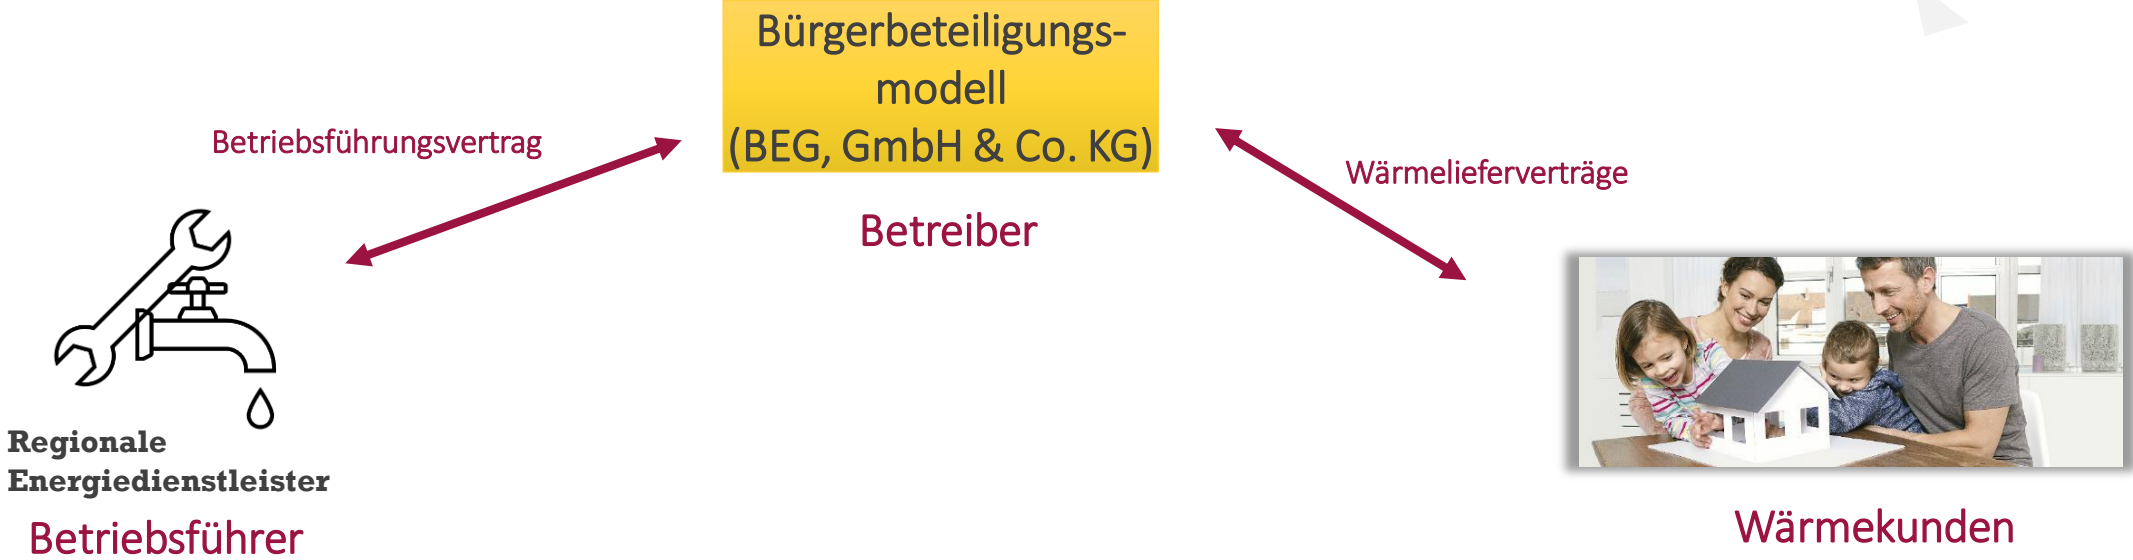 Bürgerbeteiligungs-
modell
(BEG, GmbH & Co. KG)
Betriebsführungsvertrag
Wärmelieferverträge
Betreiber
Regionale
Energiedienstleister
Betriebsführer
Wärmekunden